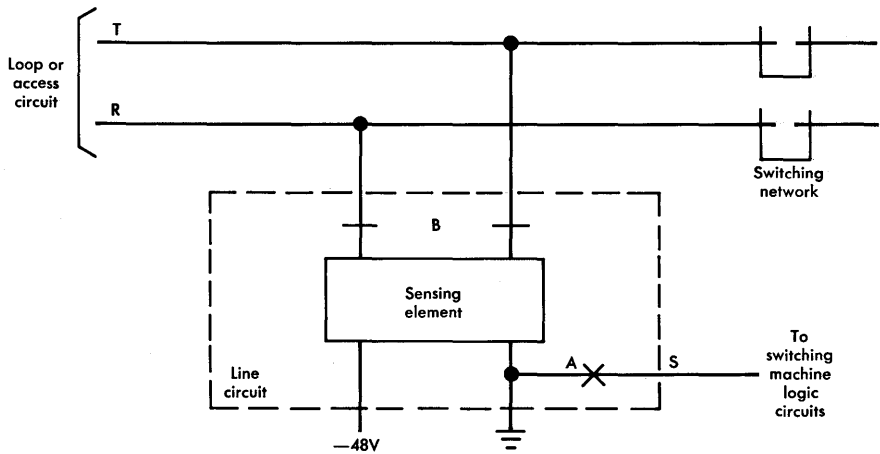 T
Loop or
access
circuit
R
Switching
network
B
Sensing
element
To
switching
machine
logic
circuits
A
S
Line
circuit
—48V